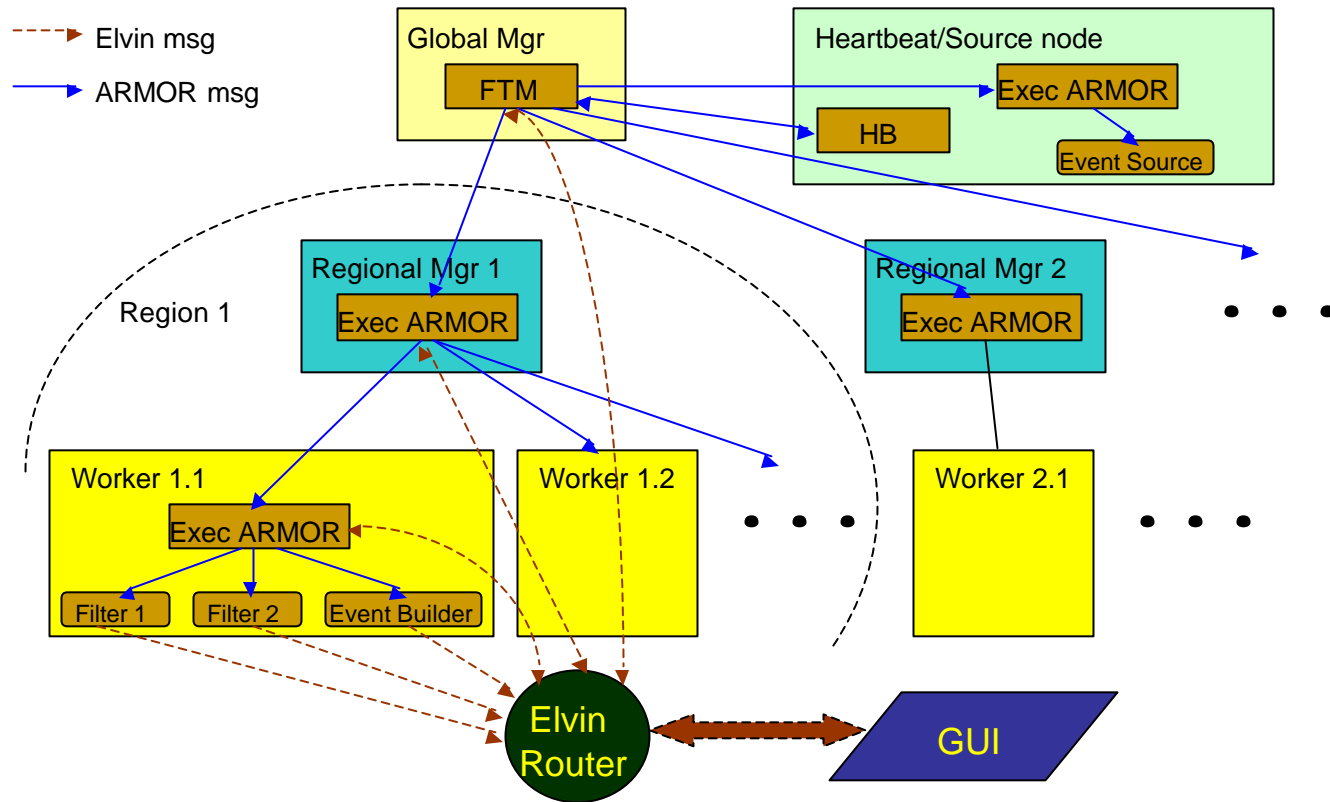 Elvin msg
ARMOR msg
Global Mgr
FTM
Heartbeat/Source node
Exec ARMOR
HB
Event Source
Region 1
Regional Mgr 1
Exec ARMOR
Regional Mgr 2
Exec ARMOR
Worker 1.1
Exec ARMOR
Filter 1
Filter 2
Event Builder
Worker 1.2
Worker 2.1
Elvin
Router
GUI